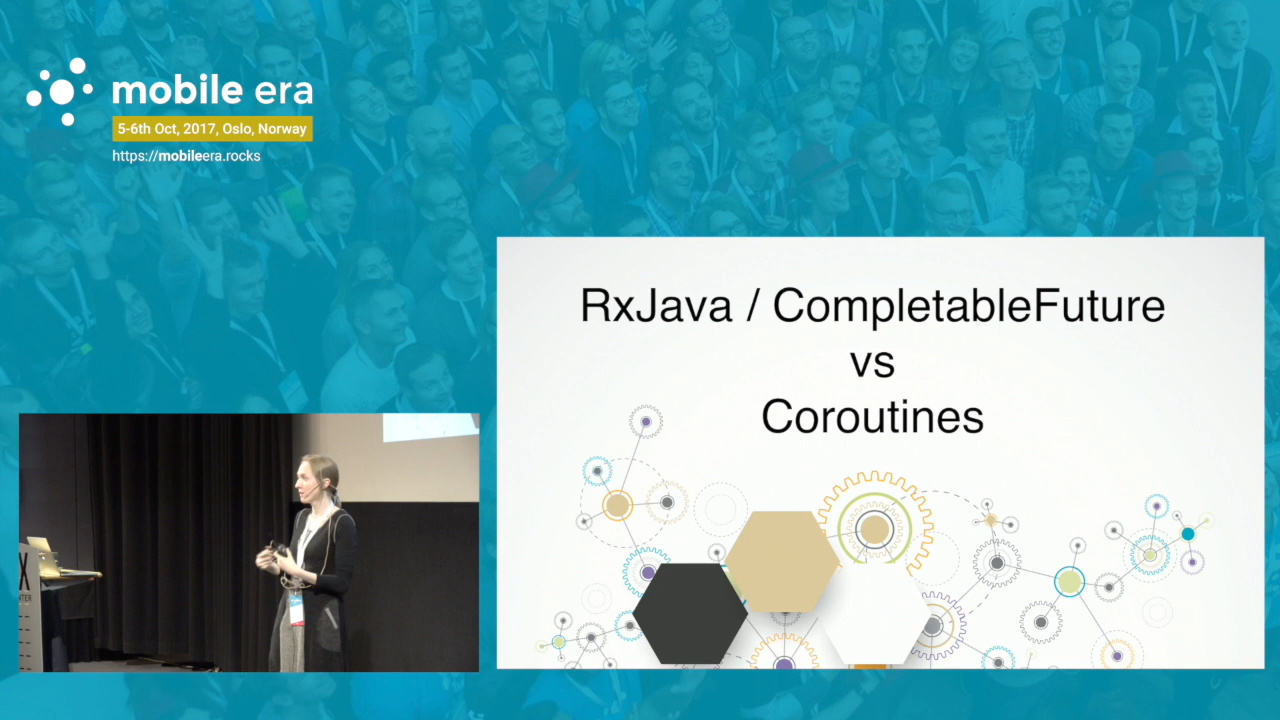 mobile era
5-6th Oct, 2017, Oslo, Norway
https://mobileera.rocks
RxJava / CompletableFuture
vs
Coroutines